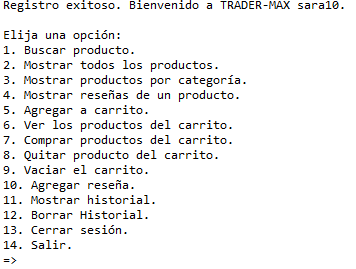 Registro exitoso. Bienvenido a TRADER-MAX sara10.
Elija una opción:
1. Buscar producto.
2. Mostrar todos los productos.
3. Mostrar productos por categoría.
4. Mostrar reseñas de un producto.
5. Agregar a carrito.
6. Ver los productos del carrito.
7. Comprar productos del carrito.
8. Quitar producto del carrito.
9. Vaciar el carrito.
10. Agregar reseña.
11. Mostrar historial.
12. Borrar Historial.
13. Cerrar sesión.
14. Salir.
=>